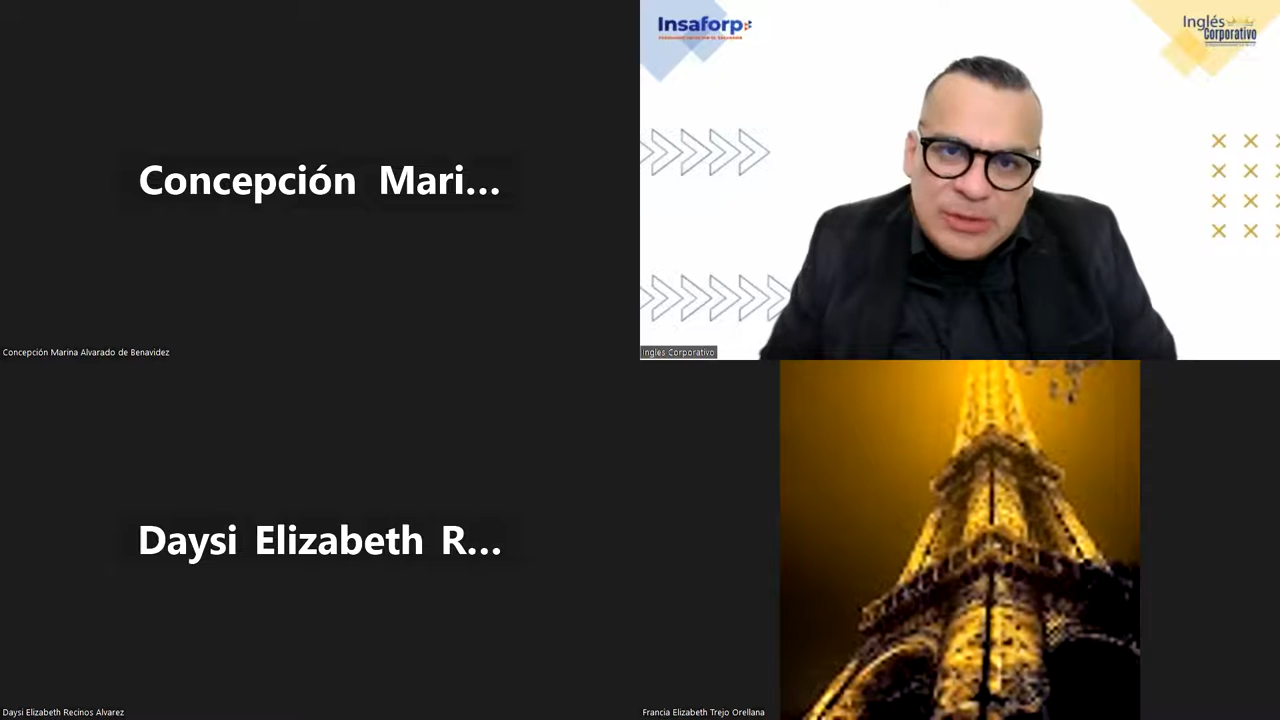 Concepción Mari...
Concepción Marina Alvarado de Benavidez
Insaforp
Inglés
Corporativo
Ingles Corporativo
Daysi Elizabeth R...
Daysi Elizabeth Recinos Alvarez
Francia Elizabeth Trejo Orellana